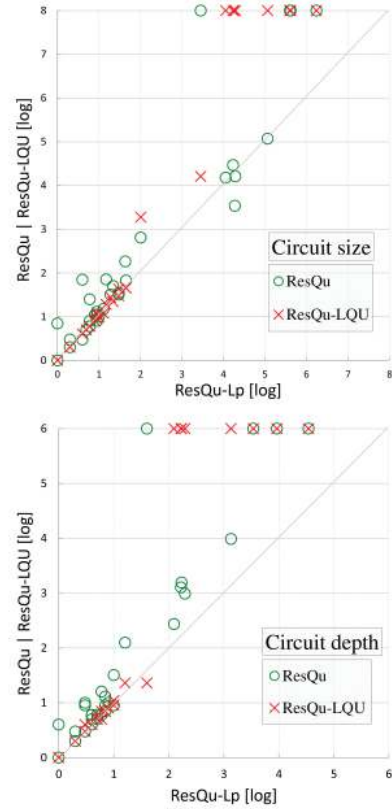 8
7
6
5
4
3
2
1
0
ResQu | ResQu-LQU [log]
Circuit size
ResQu
ResQu-LQU
0 1 2 3 4 5 6 7 8
ResQu-Lp [log]
6
5
4
3
2
1
0
ResQu | ResQu-LQU [log]
Circuit depth
ResQu
ResQu-LQU
0 1 2 3 4 5 6
ResQu-Lp [log]